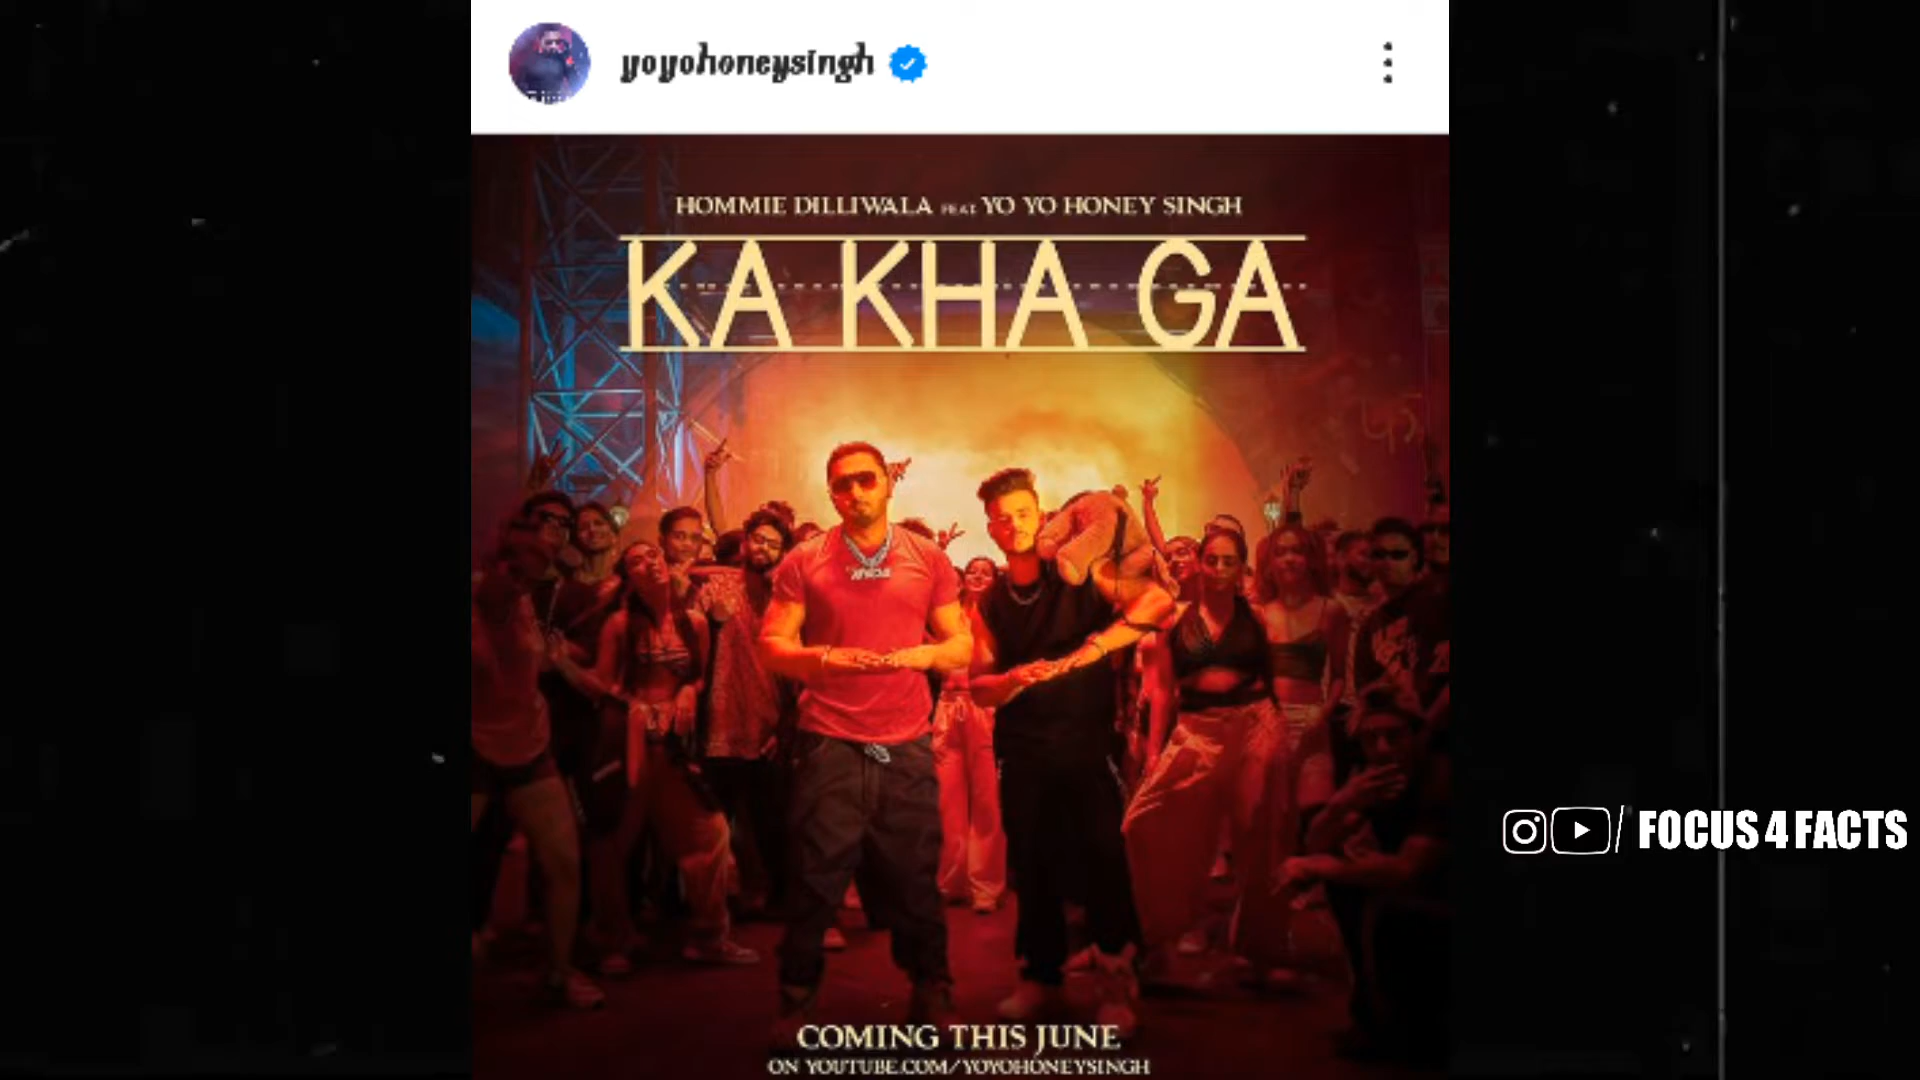 yoyohoneysingh
HOMMIE DILLIWALA FEAT. YO YO HONEY SINGH
KA KHA GA
COMING THIS JUNE
ON YOUTUBE.COM/YOYOHONEYSINGH
/ FOCUS 4 FACTS